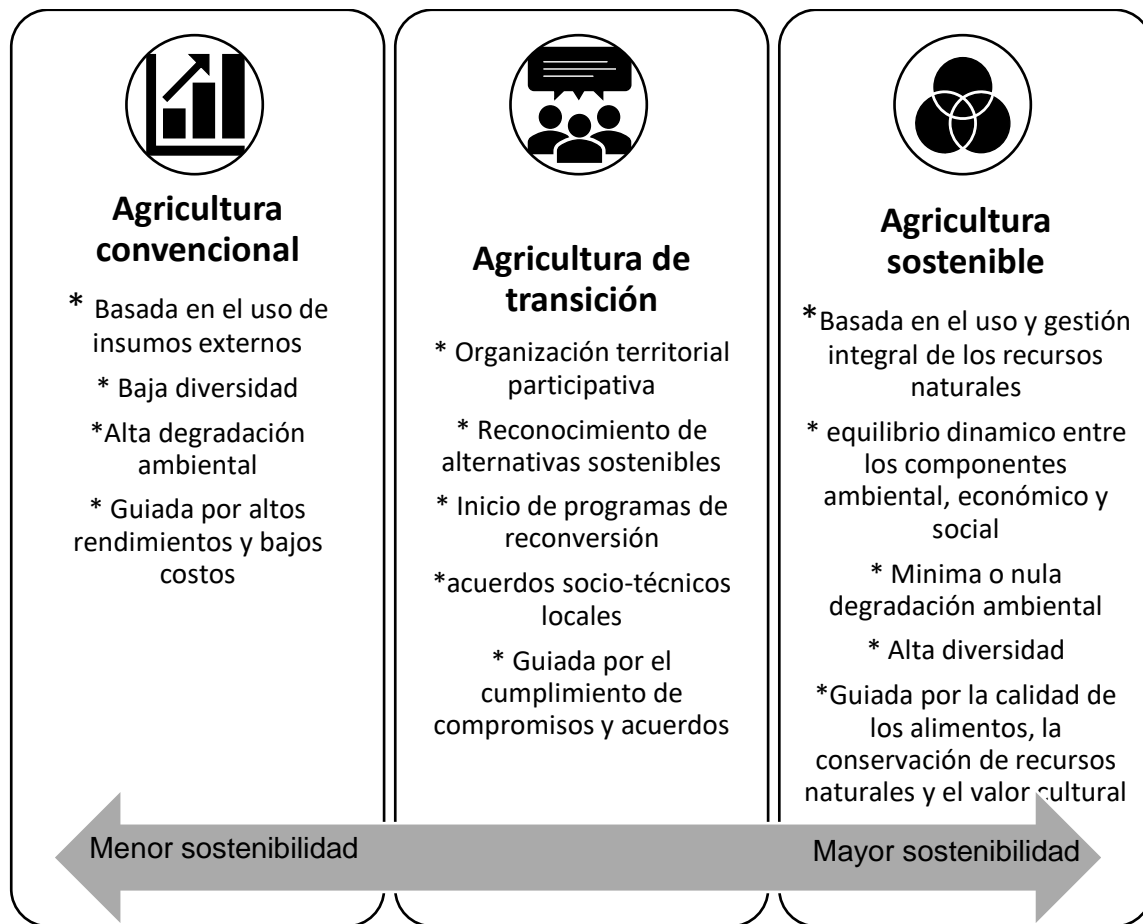 Agricultura
convencional
* Basada en el uso de
insumos externos
* Baja diversidad
*Alta degradación
ambiental
* Guiada por altos
rendimientos y bajos
costos
Agricultura de
transición
* Organización territorial
participativa
* Reconocimiento de
alternativas sostenibles
* Inicio de programas de
reconversión
*acuerdos socio-técnicos
locales
* Guiada por el
cumplimiento de
compromisos y acuerdos
Agricultura
sostenible
*Basada en el uso y gestión
integral de los recursos
naturales
* equilibrio dinamico entre
los componentes
ambiental, económico y
social
* Minima o nula
degradación ambiental
* Alta diversidad
*Guiada por la calidad de
los alimentos, la
conservación de recursos
naturales y el valor cultural
Menor sostenibilidad
Mayor sostenibilidad